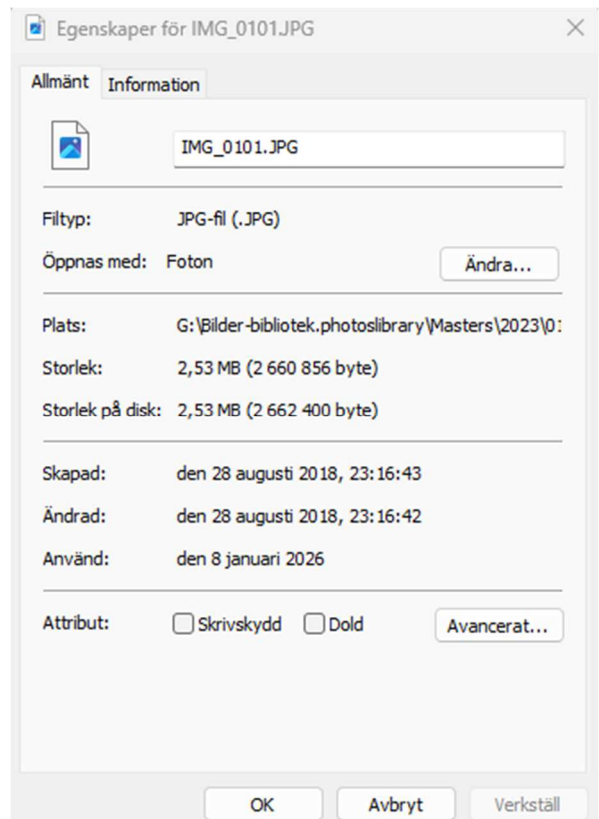 Egenskaper för IMG_0101.JPG
Allmänt Information
IMG_0101.JPG
Filtyp: JPG-fil (.JPG)
Öppnas med: Foton Ändra...
Plats: G:\Bilder-bibliotek.photoslibrary\Masters\2023\01
Storlek: 2,53 MB (2 660 856 byte)
Storlek på disk: 2,53 MB (2 662 400 byte)
Skapad: den 28 augusti 2018, 23:16:43
Ändrad: den 28 augusti 2018, 23:16:42
Använd: den 8 januari 2026
Attribut: Skrivskydd Dold Avancerat...
OK Avbryt Verkställ